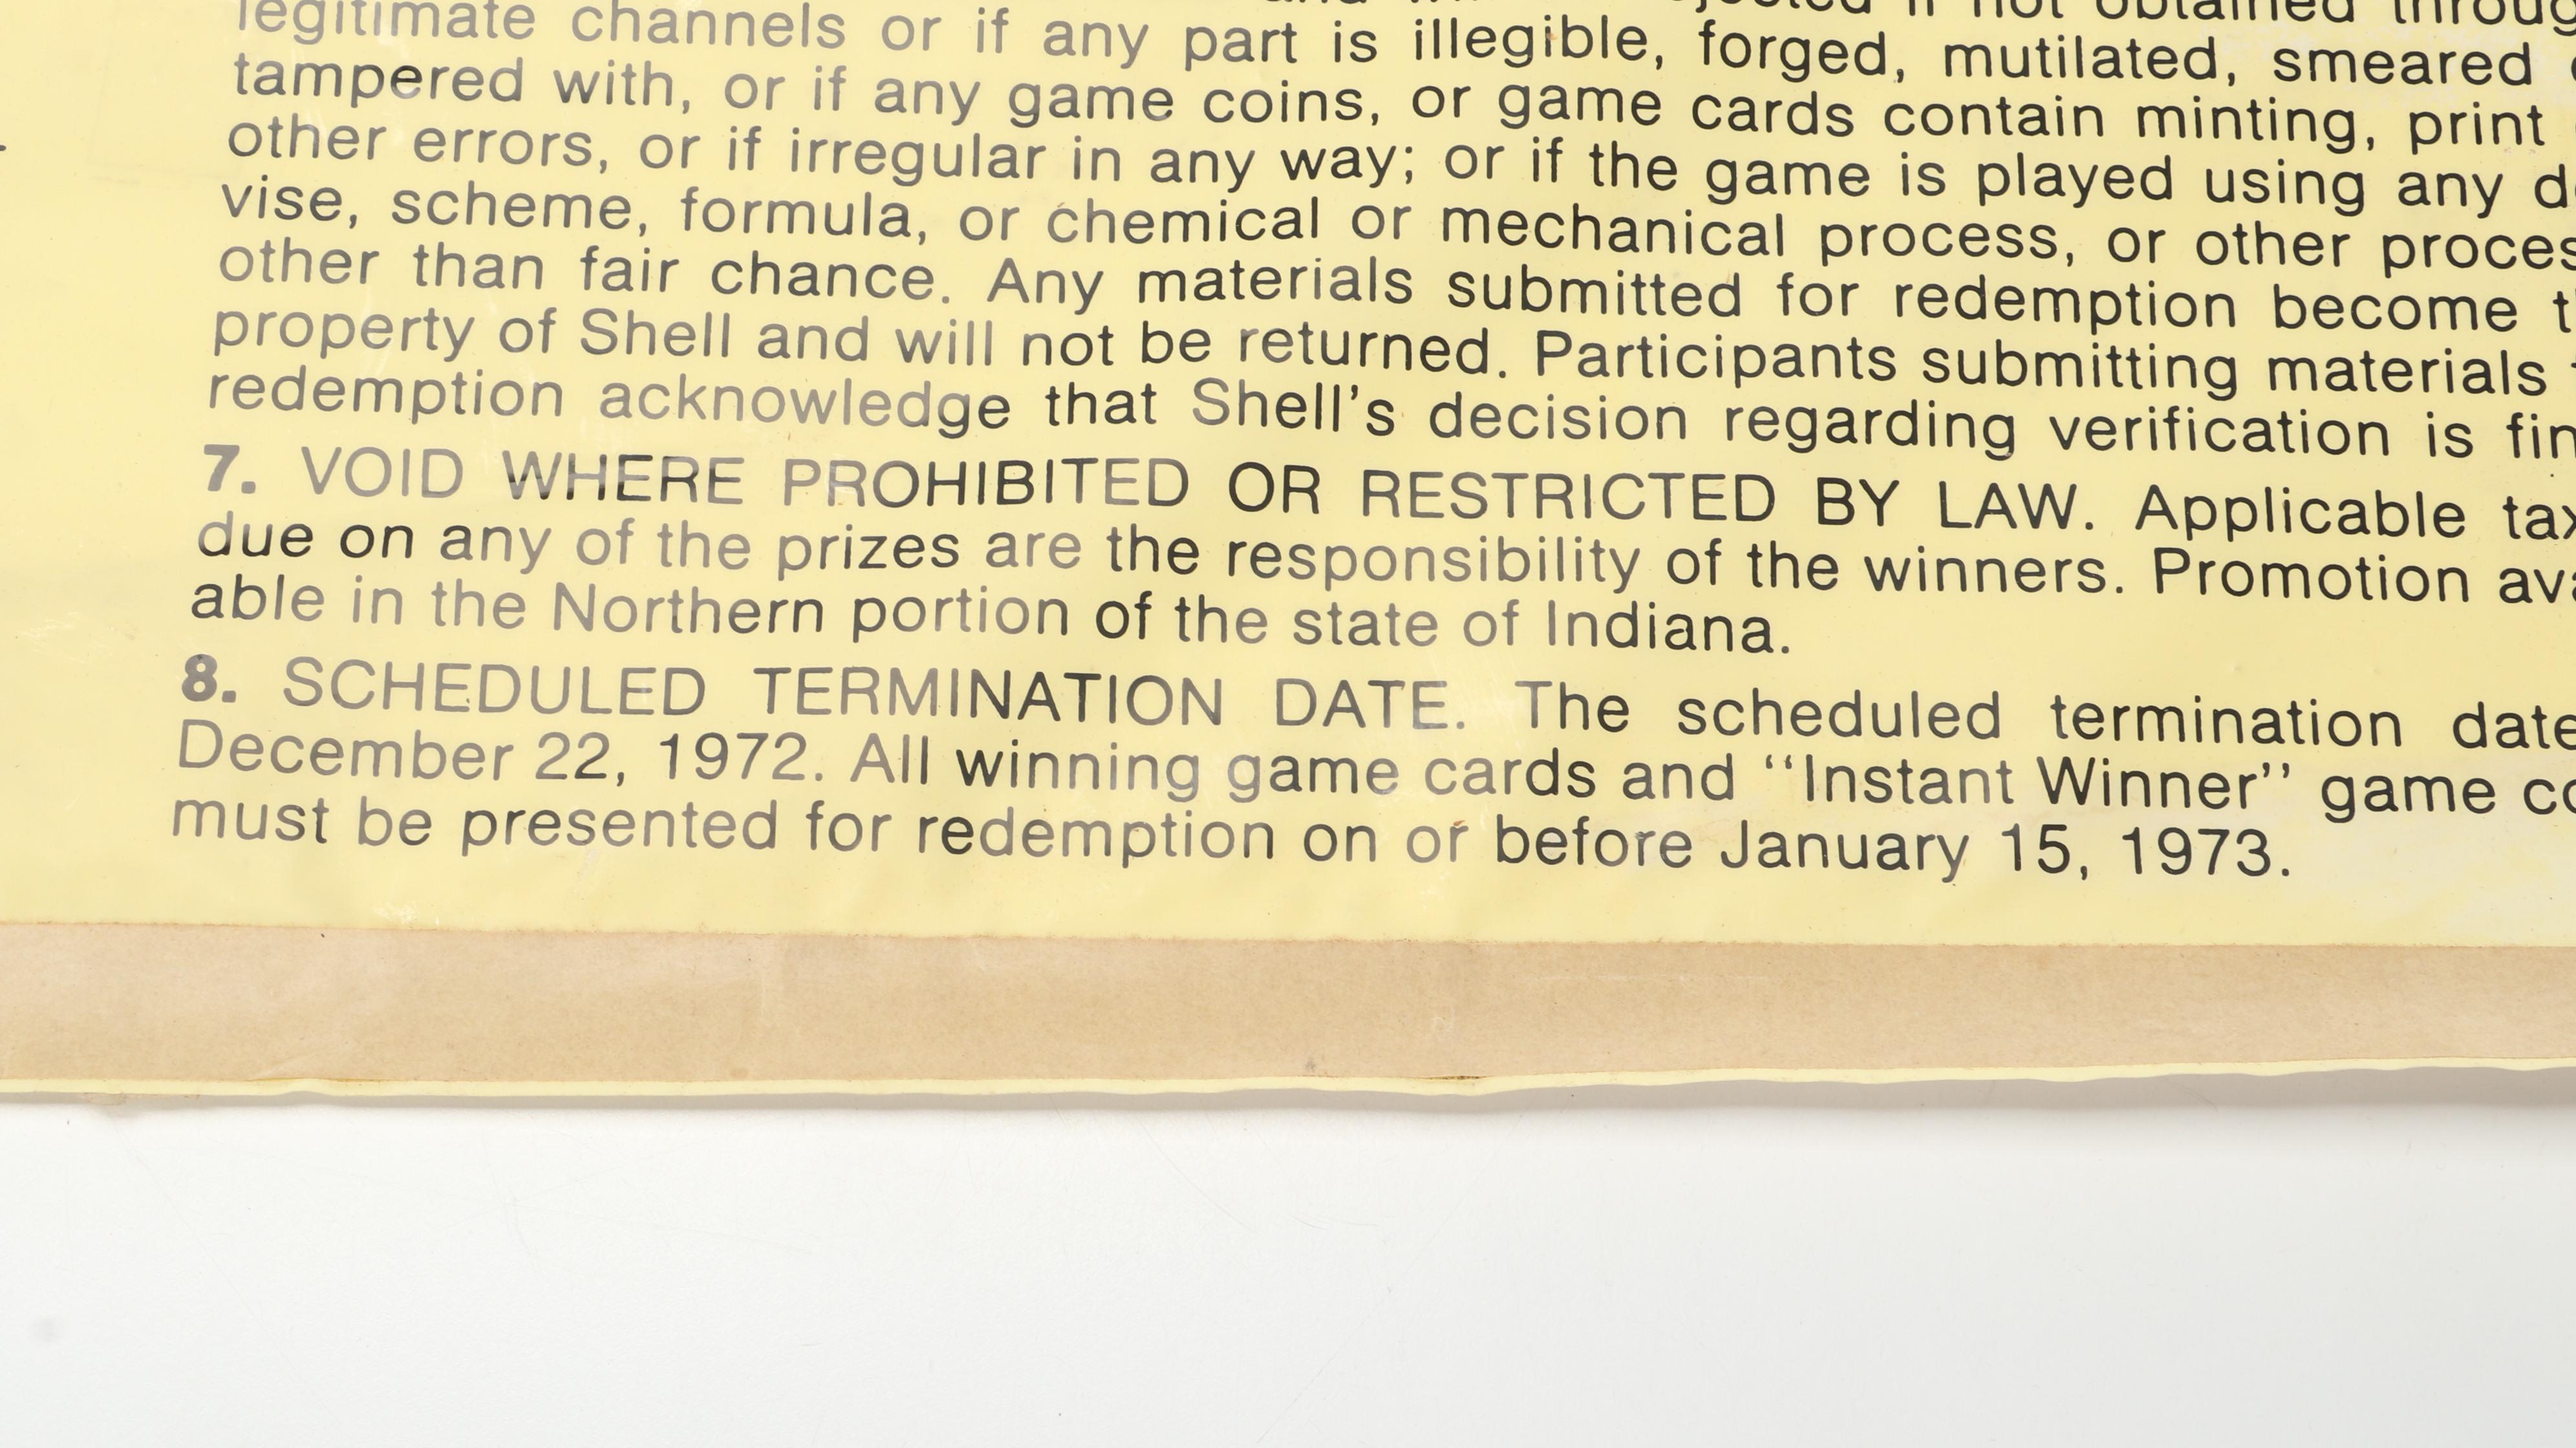 legitimate channels or if any part is illegible, forged, mutilated, smeared
tampered with, or if any game coins, or game cards contain minting, print
other errors, or if irregular in any way; or if the game is played using any
vise, scheme, formula, or chemical or mechanical process, or other proces
other than fair chance. Any materials submitted for redemption become
property of Shell and will not be returned. Participants submitting materials
redemption acknowledge that Shell's decision regarding verification is fin
7. VOID WHERE PROHIBITED OR RESTRICTED BY LAW. Applicable tax
due on any of the prizes are the responsibility of the winners. Promotion ava
able in the Northern portion of the state of Indiana.
8. SCHEDULED TERMINATION DATE. The scheduled termination date
December 22, 1972. All winning game cards and "Instant Winner" game co
must be presented for redemption on or before January 15, 1973.